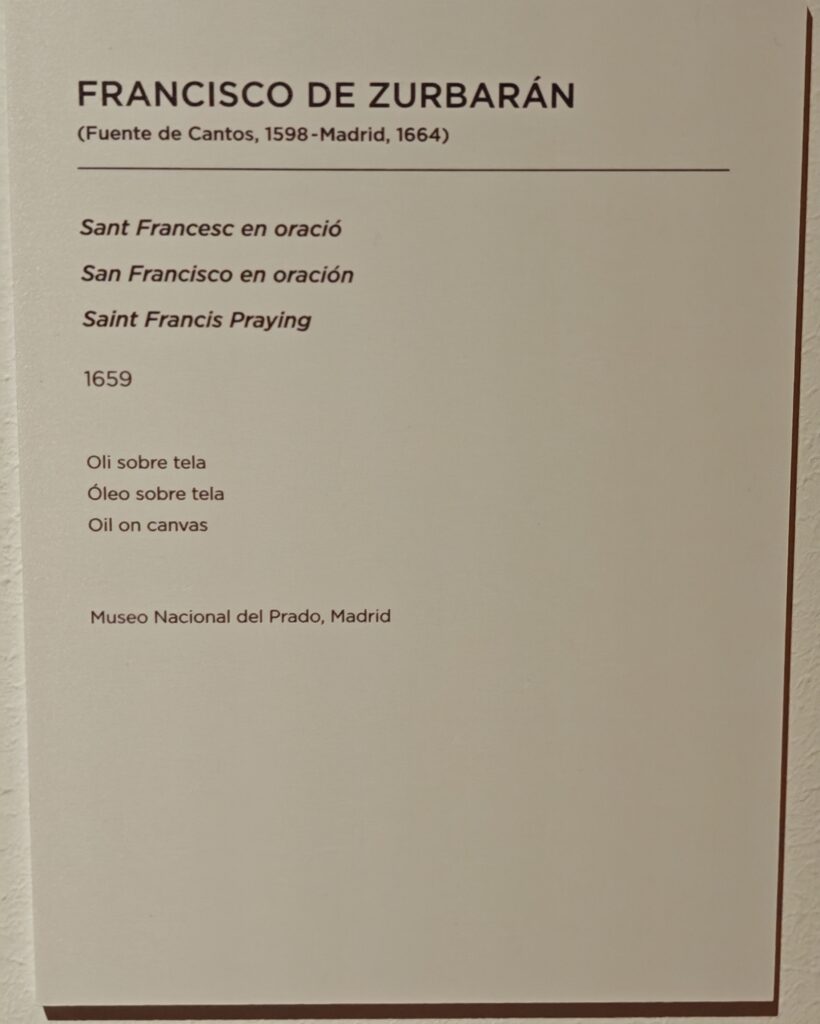 FRANCISCO DE ZURBARÁN
(Fuente de Cantos, 1598-Madrid, 1664)
Sant Francesc en oració
San Francisco en oración
Saint Francis Praying
1659
Oli sobre tela
Óleo sobre tela
Oil on canvas
Museo Nacional del Prado, Madrid